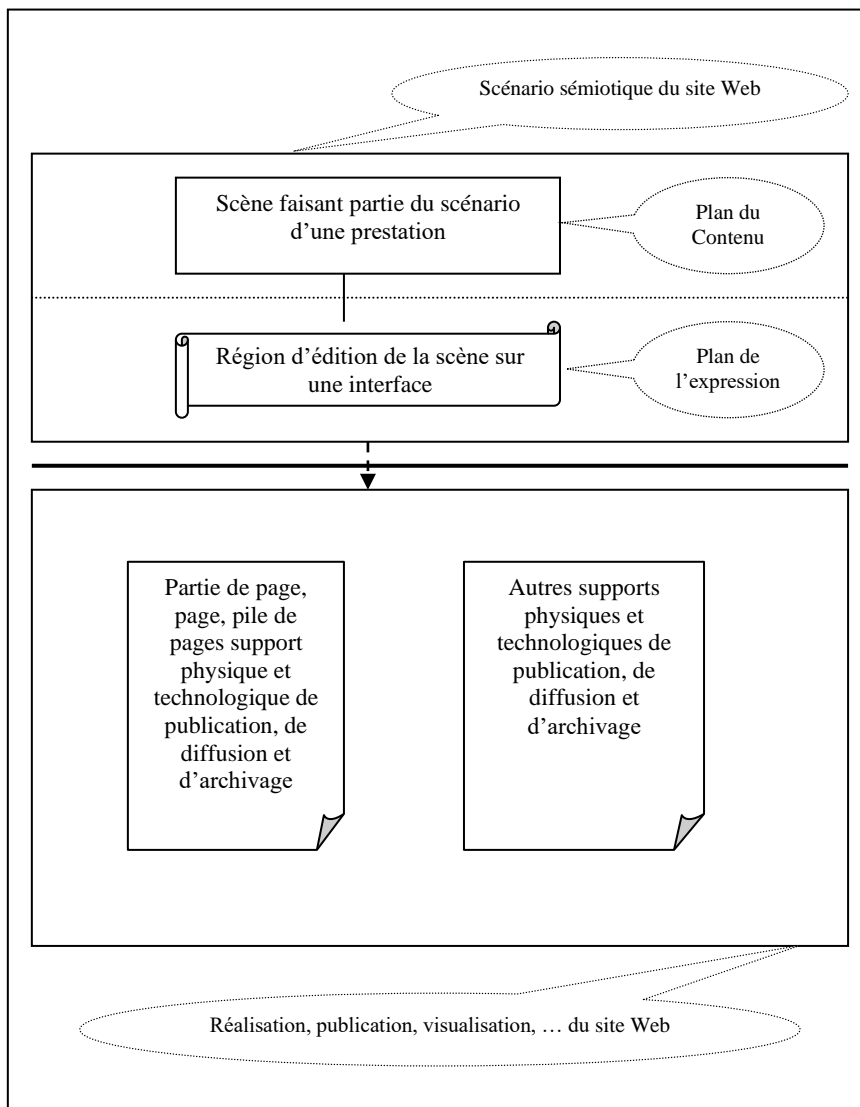 Scénario sémiotique du site Web
Scène faisant partie du scénario
d’une prestation
Plan du
Contenu
Région d’édition de la scène sur
une interface
Plan de
l’expression
Partie de page,
page, pile de
pages support
physique et
technologique de
publication, de
diffusion et
d’archivage
Autres supports
physiques et
technologiques de
publication, de
diffusion et
d’archivage
Réalisation, publication, visualisation, … du site Web